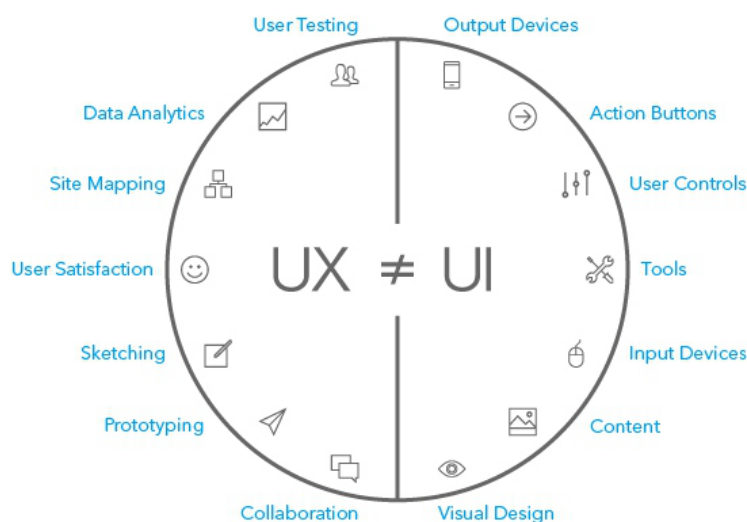 User Testing
Output Devices
Data Analytics
Action Buttons
Site Mapping
User Controls
User Satisfaction
UX ≠ UI
Tools
Sketching
Input Devices
Prototyping
Content
Collaboration
Visual Design